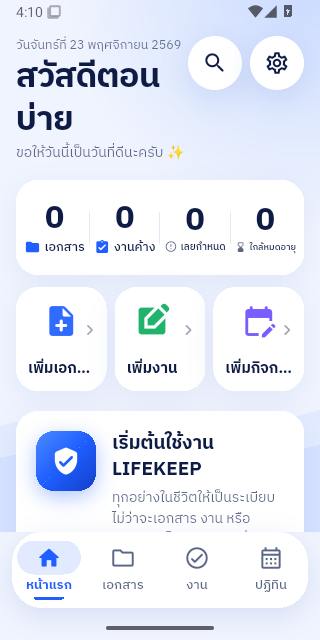 4:10
วันจันทร์ที่ 23 พฤศจิกายน 2569
สวัสดีตอน
บ่าย
ขอให้วันนี้เป็นวันที่ดีนะครับ ✨
0 0 0 0
เอกสาร งานค้าง เลยกำหนด ใกล้หมดอายุ
เพิ่มเอก... เพิ่มงาน เพิ่มกิจก...
เริ่มต้นใช้งาน
LIFEKEEP
ทุกอย่างในชีวิตให้เป็นระเบียบ
ไม่ว่าจะเอกสาร งาน หรือ
หน้าแรก เอกสาร งาน ปฏิทิน